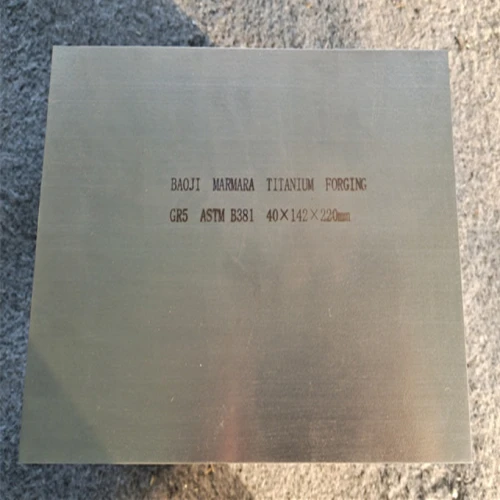 BAOJI MARMARA TITANIUM FORGING
GR5 ASTM B381 40×142×220mm